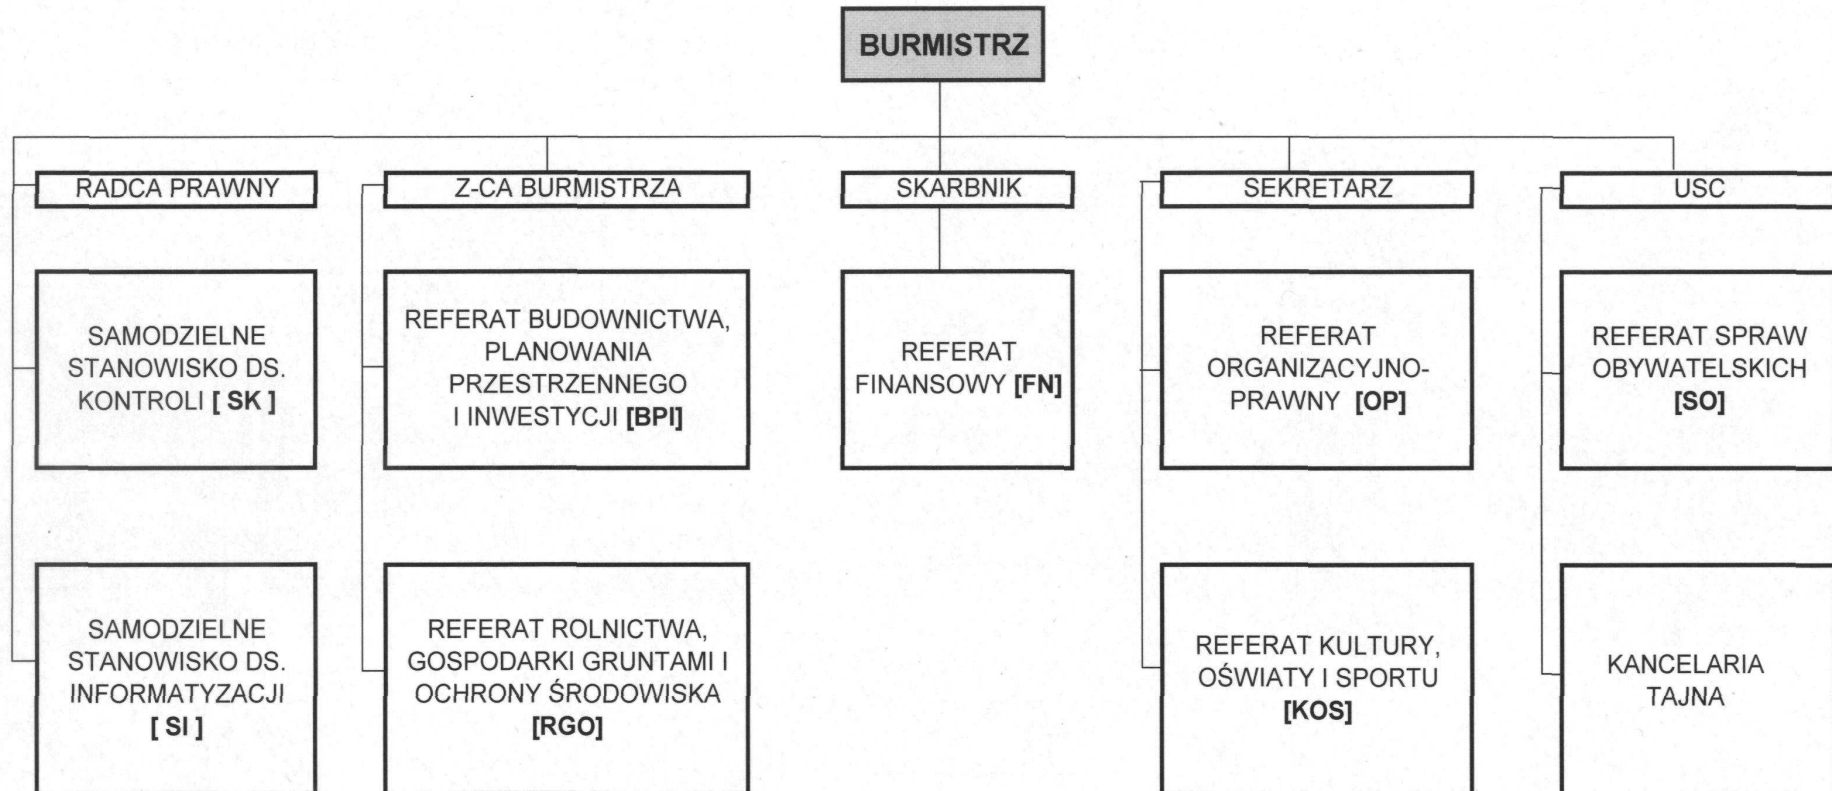 BURMISTRZ
RADCA PRAWNY
Z-CA BURMISTRZA
SKARBNIK
SEKRETARZ
USC
SAMODZIELNE
STANOWISKO DS.
KONTROLI [ SK ]
REFERAT BUDOWNICTWA,
PLANOWANIA
PRZESTRZENNEGO
I INWESTYCJI [BPI]
REFERAT
FINANSOWY [FN]
REFERAT
ORGANIZACYJNO-
PRAWNY [OP]
REFERAT SPRAW
OBYWATELSKICH
[SO]
SAMODZIELNE
STANOWISKO DS.
INFORMATYZACJI
[ SI ]
REFERAT ROLNICTWA,
GOSPODARKI GRUNTAMI I
OCHRONY ŚRODOWISKA
[RGO]
REFERAT KULTURY,
OŚWIATY I SPORTU
[KOS]
KANCELARIA
TAJNA